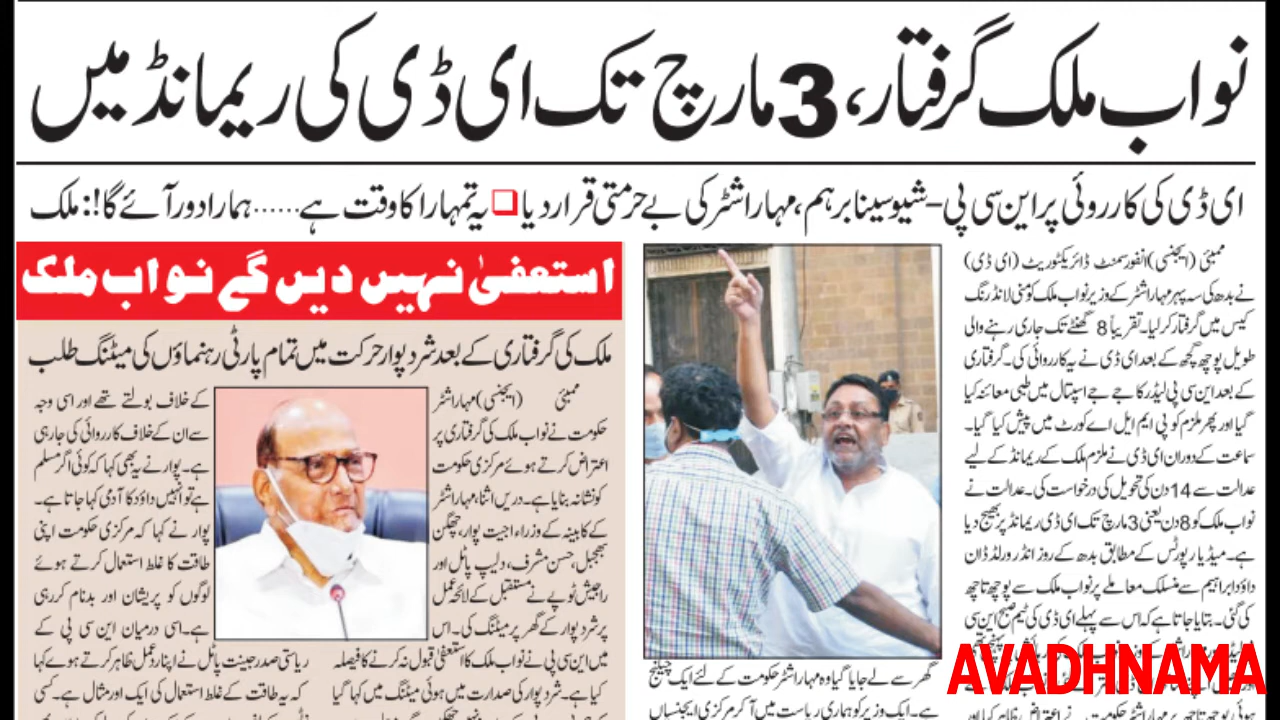 نواب ملک گرفتار، 3 مارچ تک ای ڈی کی ریمانڈ میں
ای ڈی کی کارروائی پر این سی پی-شیوسینا برہم، مہاراشٹر کی بے حرمتی قرار دیا ❑ یہ تمہارا وقت ہے......ہمارا دور آئے گا!: ملک
ممبئی (ایجنسی) انفورسمنٹ ڈائریکٹوریٹ (ای ڈی)
نے بدھ کی سہ پہر مہاراشٹر کے وزیر نواب ملک کو منی لانڈرنگ
کیس میں گرفتار کرلیا۔ تقریباً 8 گھنٹے تک جاری رہنے والی
طویل پوچھ گچھ کے بعد ای ڈی نے یہ کارروائی کی۔ گرفتاری
کے بعد این سی پی لیڈر کا جے جے اسپتال میں طبی معائنہ کیا
گیا اور پھر ملزم کو پی ایم ایل اے کورٹ میں پیش کیا گیا۔
سماعت کے دوران ای ڈی نے ملزم ملک کے ریمانڈ کے لیے
عدالت سے 14 دن کی تحویل کی درخواست کی۔ عدالت نے
نواب ملک کو 8 دن یعنی 3 مارچ تک ای ڈی ریمانڈ پر بھیج دیا
ہے۔ میڈیا رپورٹس کے مطابق بدھ کے روز انڈر ورلڈ ڈان
داؤد ابراہیم سے منسلک معاملے پر نواب ملک سے پوچھ تاچھ
کی گئی۔ بتایا جاتا ہے کہ اس سے پہلے ای ڈی کی ٹیم صبح این سی
گھر سے لے جایا گیا وہ مہاراشٹر حکومت کے لئے ایک چیلنج
ہے۔ ایک وزیر کو ہماری ریاست میں آکر مرکزی ایجنسیاں
استعفیٰ نہیں دیں گے نواب ملک
ملک کی گرفتاری کے بعد شرد پوار حرکت میں تمام پارٹی رہنماؤں کی میٹنگ طلب
ممبئی (ایجنسی) مہاراشٹر
حکومت نے نواب ملک کی گرفتاری پر
اعتراض کرتے ہوئے مرکزی حکومت
کو نشانہ بنایا ہے۔ دریں اثنا، مہاراشٹر
کے کابینہ کے وزراء اجیت پوار، چھگن
بھجبل، حسن مشرف، دلیپ پاٹل اور
راجیش ٹوپے نے مستقبل کے لائحہ عمل
پر شرد پوار کے گھر پر میٹنگ کی۔ اس
میں این سی پی نے نواب ملک کا استعفیٰ قبول نہ کرنے کا فیصلہ
کیا ہے۔ شرد پوار کی صدارت میں ہوئی میٹنگ میں کہا گیا
کے خلاف بولتے تھے اور اسی وجہ
سے ان کے خلاف کارروائی کی جارہی
ہے۔ پوار نے یہ بھی کہا کہ کوئی اگر مسلم
ہے تو انہیں داؤد کا آدمی کہا جاتا ہے۔
پوار نے کہا کہ مرکزی حکومت اپنی
طاقت کا غلط استعمال کرتے ہوئے
لوگوں کو پریشان اور بدنام کررہی
ہے۔ اسی درمیان این سی پی کے
ریاستی صدر جینت پاٹل نے اپنا ردعمل ظاہر کرتے ہوے کہا
کہ یہ طاقت کے غلط استعمال کی ایک اور مثال ہے۔ کسی
AVADHNAMA